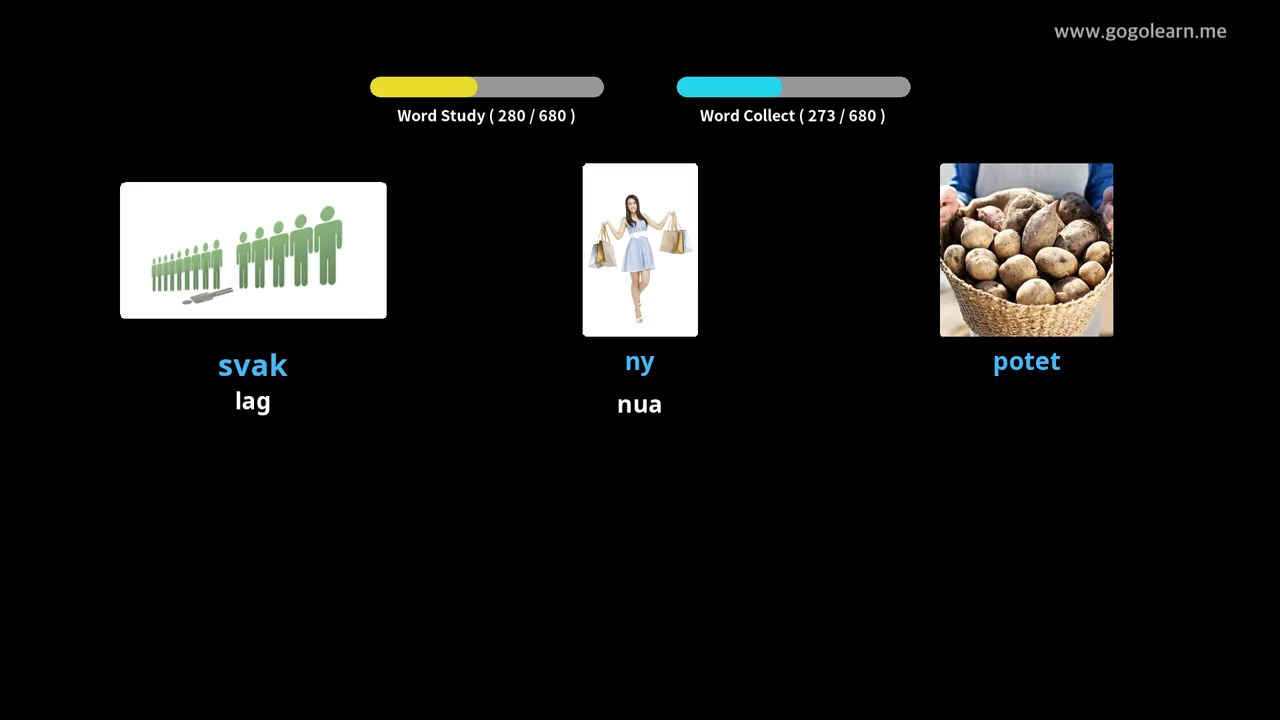 www.gogolearn.me
Word Study ( 280 / 680 )
Word Collect ( 273 / 680 )
svak
lag
ny
nua
potet